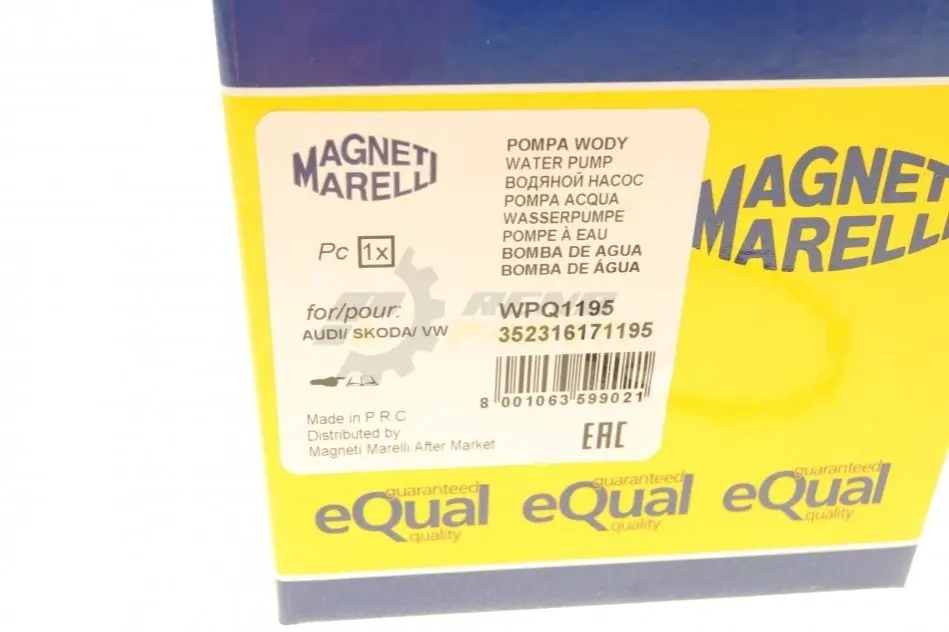 MAGNETI
MARELLI
Pc 1x
for/pour:
AUDI/ SKODA/ VW
Made in P R.C
Distributed by
Magneti Marelli After Market
POMPA WODY
WATER PUMP
ВОДЯНОЙ НАСОС
POMPA ACQUA
WASSERPUMPE
POMPE À EAU
BOMBA DE AGUA
BOMBA DE ÁGUA
WPQ1195
352316171195
8 001063 599021
EAC
MAGNETI
MARELLI
guaranteed
eQual
quality
guaranteed
eQual
quality
guaranteed
eQual
quality